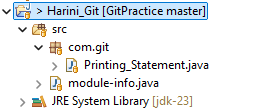 > Harini_Git [GitPractice master]
src
com.git
Printing_Statement.java
module-info.java
JRE System Library [jdk-23]